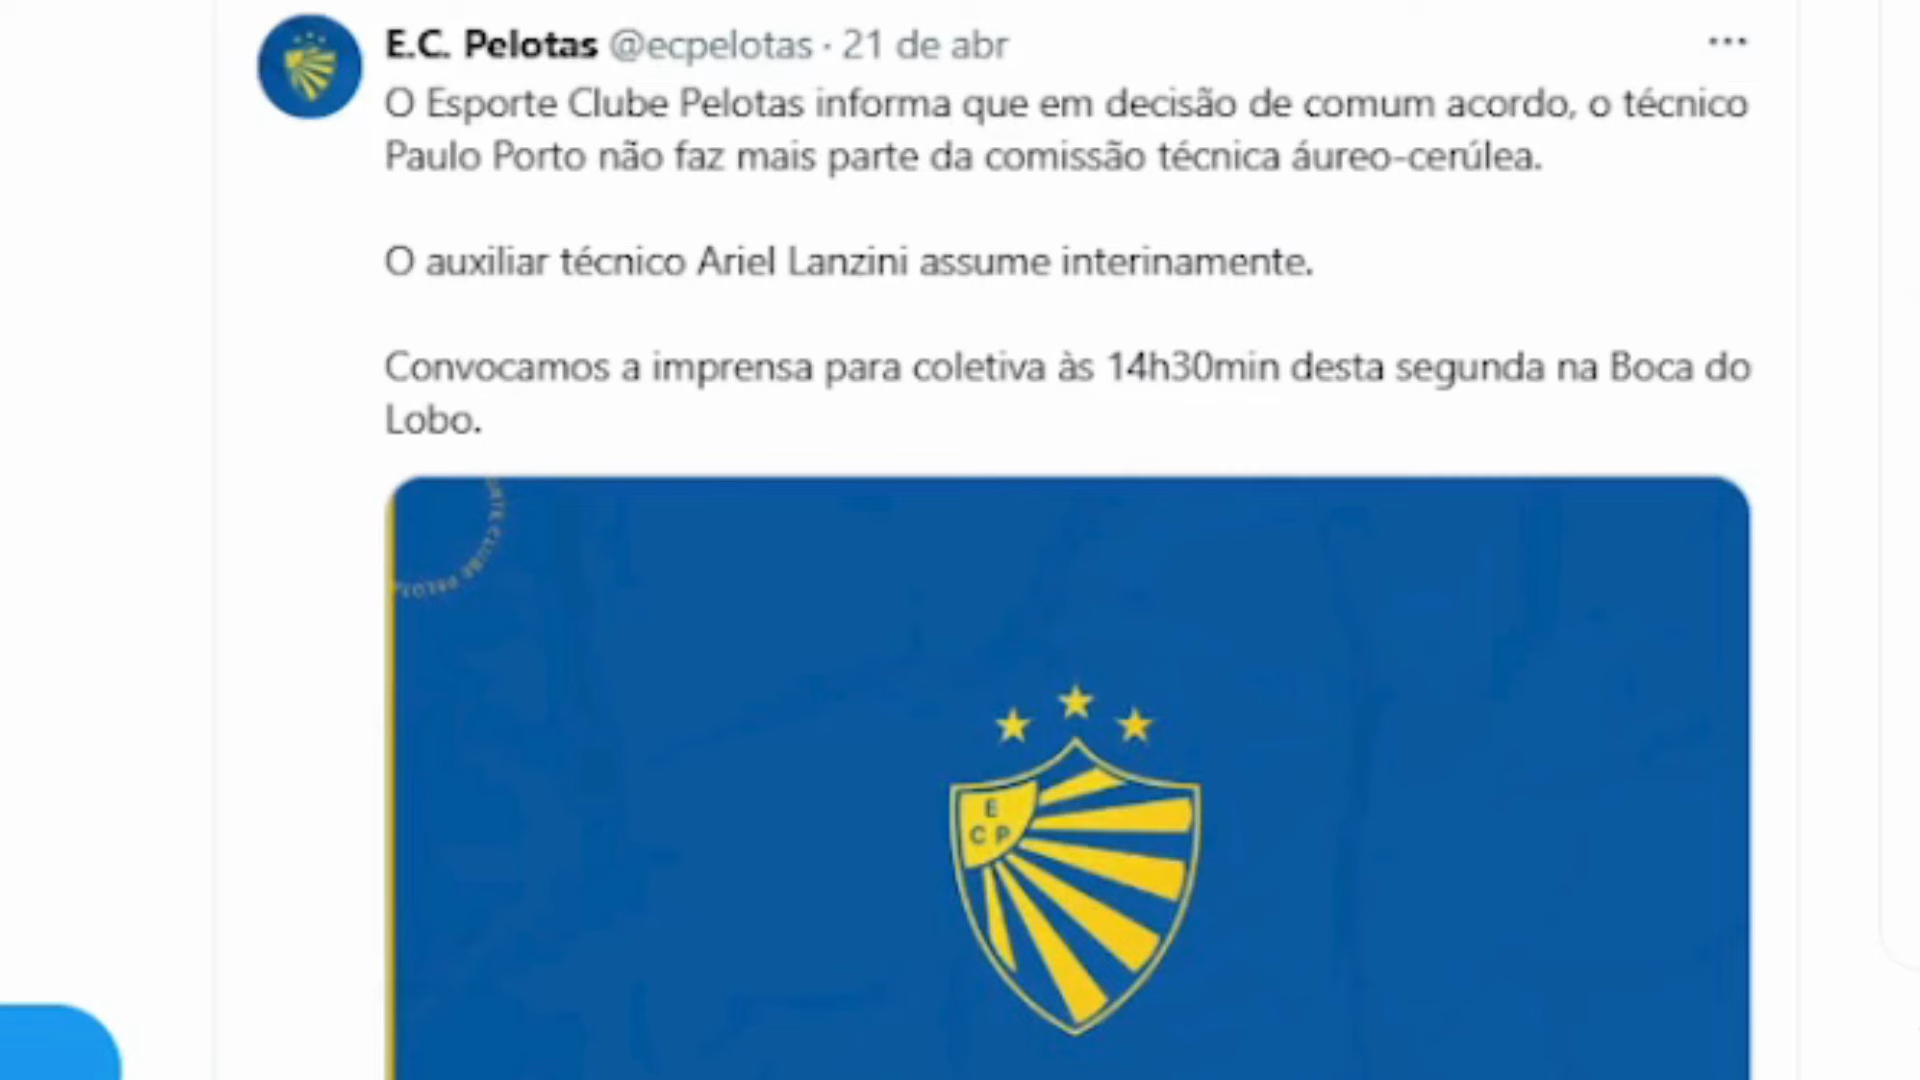 E.C. Pelotas @ecpelotas · 21 de abr
O Esporte Clube Pelotas informa que em decisão de comum acordo, o técnico
Paulo Porto não faz mais parte da comissão técnica áureo-cerúlea.
O auxiliar técnico Ariel Lanzini assume interinamente.
Convocamos a imprensa para coletiva às 14h30min desta segunda na Boca do
Lobo.
CLUBE
E
C P